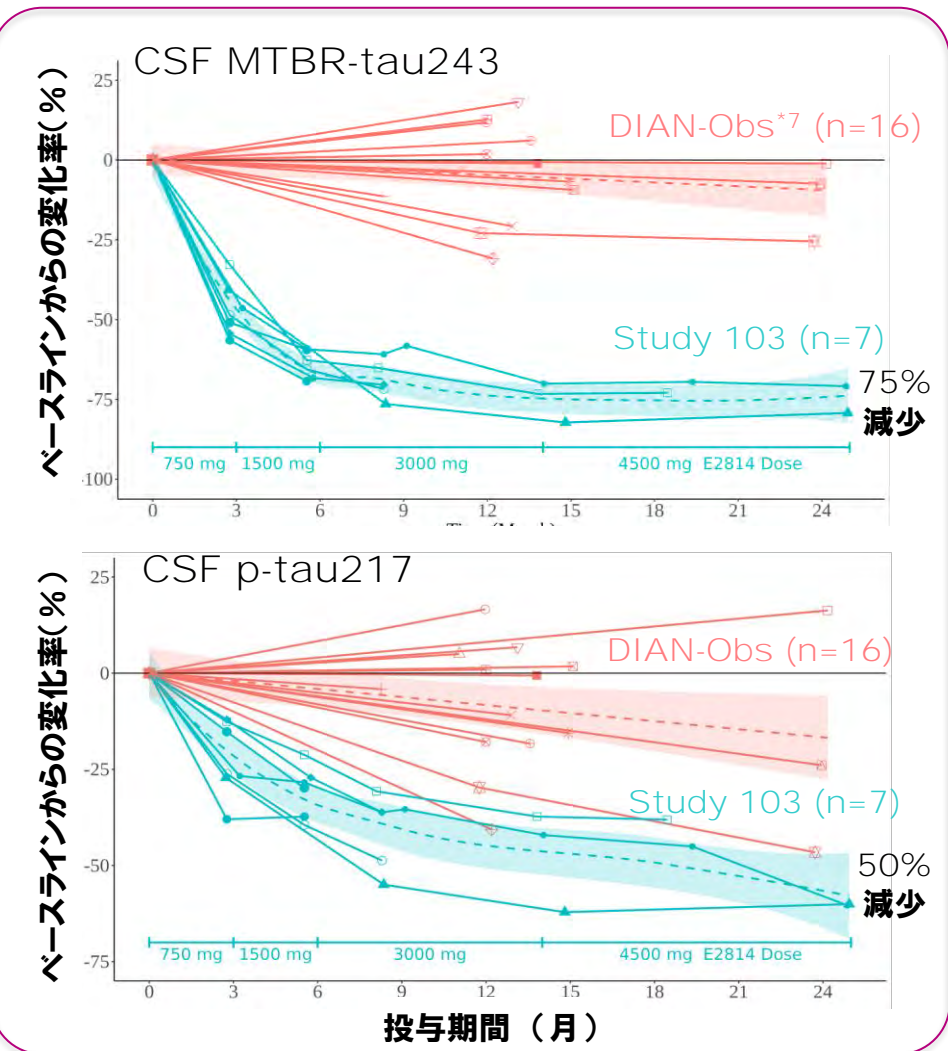 CSF MTBR-tau243
ベースラインからの変化率(%)
25
0
-25
-50
-75
-100
DIAN-Obs*7 (n=16)
Study 103 (n=7)
75%
減少
750 mg
1500 mg
3000 mg
4500 mg E2814 Dose
0
3
6
9
12
15
18
21
24
CSF p-tau217
ベースラインからの変化率(%)
25
0
-25
-50
-75
DIAN-Obs (n=16)
Study 103 (n=7)
50%
減少
750 mg
1500 mg
3000 mg
4500 mg E2814 Dose
0
3
6
9
12
15
18
21
24
投与期間（月）